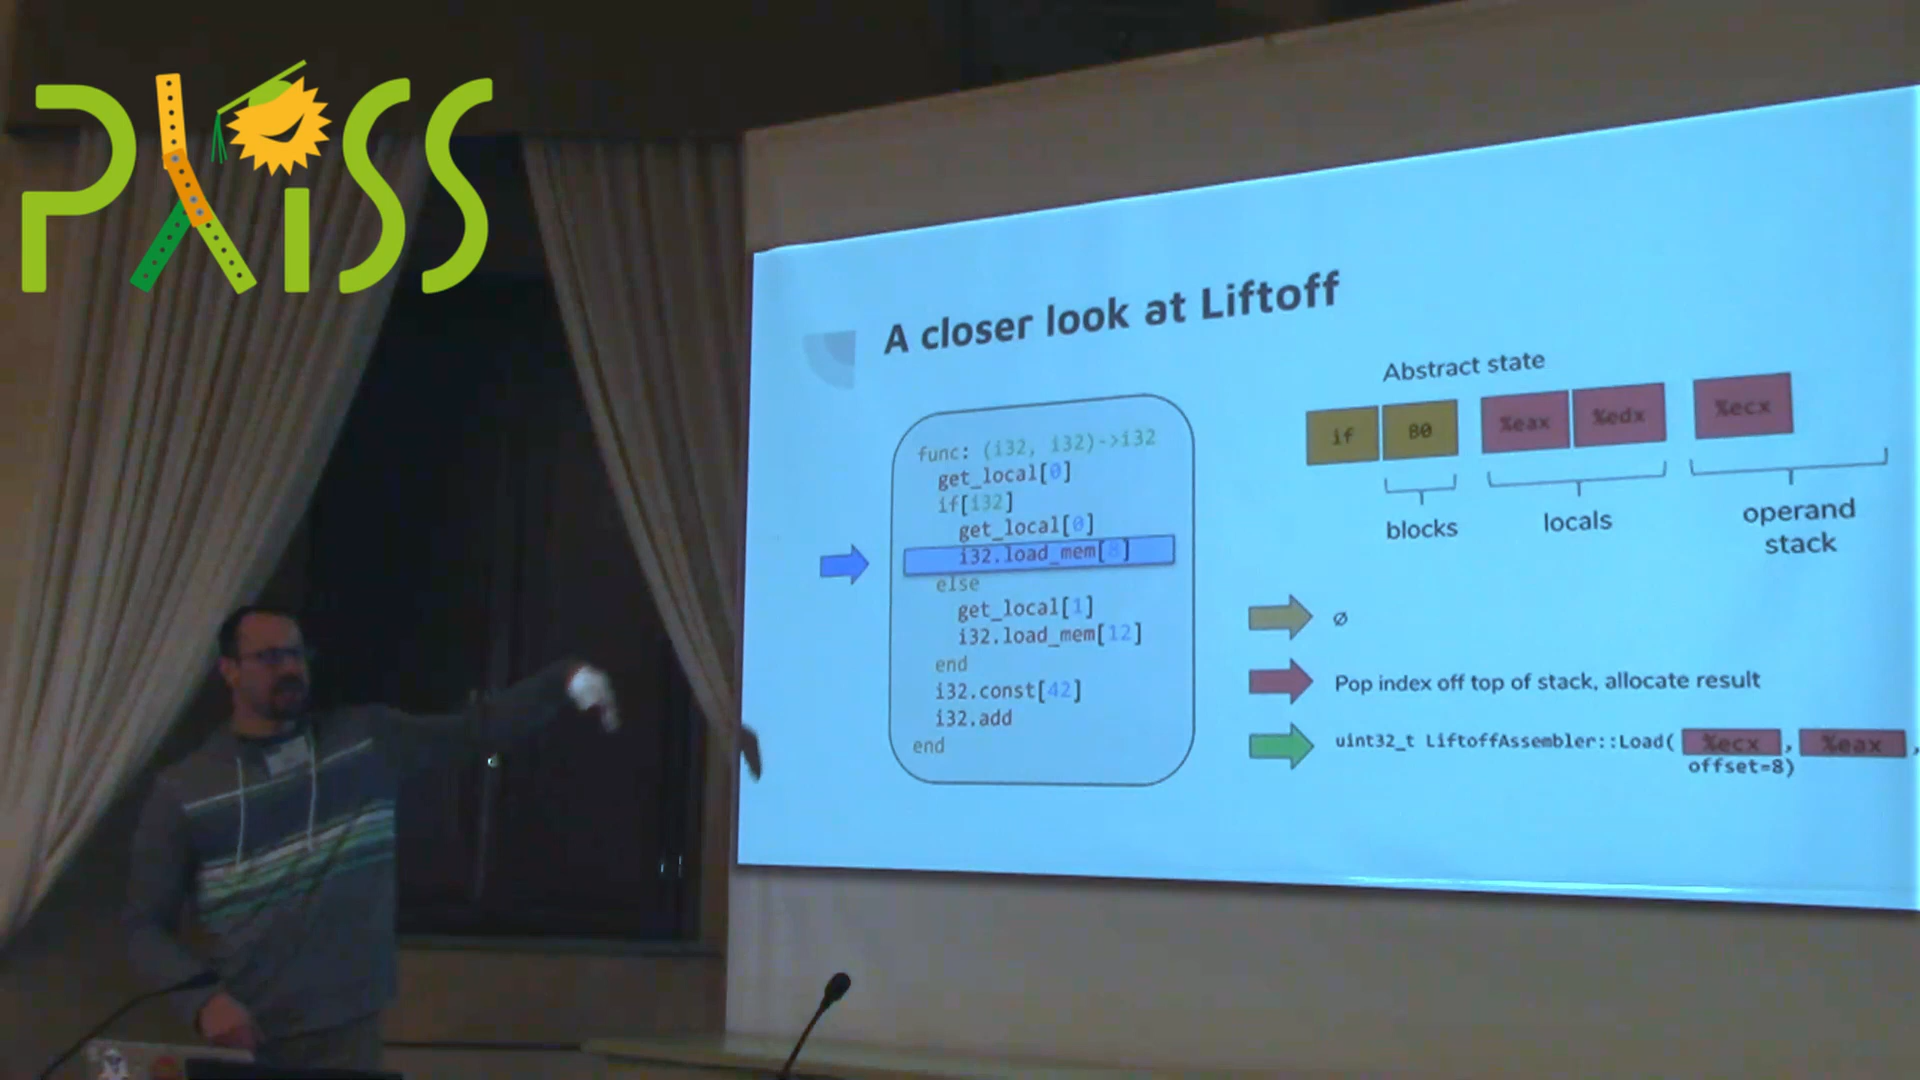 PLISS
A closer look at Liftoff
func: (i32, i32)->i32
get_local[0]
if[i32]
get_local[0]
i32.load_mem[8]
else
get_local[1]
i32.load_mem[12]
end
i32.const[42]
i32.add
end
Abstract state
if
B0
%eax
%edx
%ecx
blocks
locals
operand
stack
ø
Pop index off top of stack, allocate result
uint32_t LiftoffAssembler::Load( %ecx , %eax ,
offset=8)